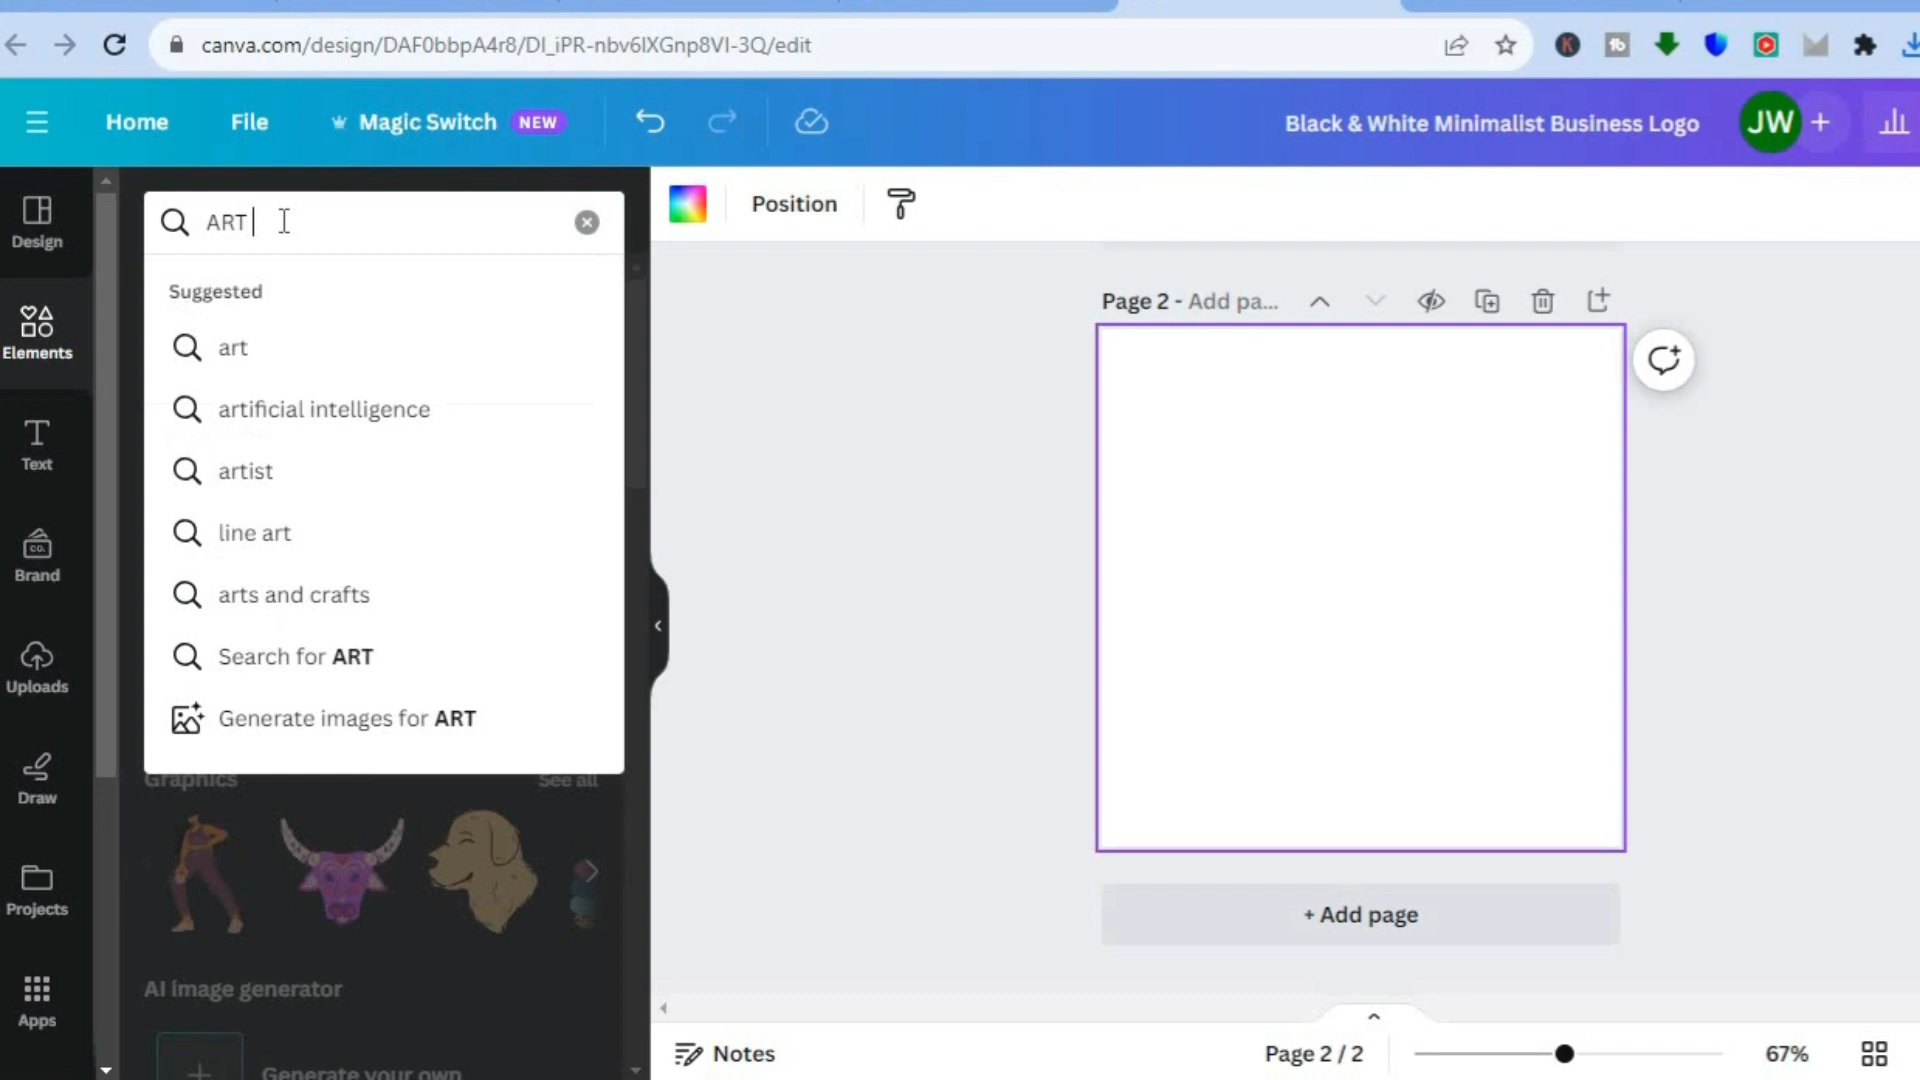 canva.com/design/DAF0bbpA4r8/DI_iPR-nbv6IXGnp8VI-3Q/edit
Home
File
Magic Switch
NEW
Black & White Minimalist Business Logo
JW
Design
Elements
Text
CO.
Brand
Uploads
Draw
Projects
Apps
ART
Suggested
art
artificial intelligence
artist
line art
arts and crafts
Search for ART
Generate images for ART
Graphics
See all
AI image generator
Generate your own
Position
Page 2 - Add pa...
+ Add page
Notes
Page 2 / 2
67%